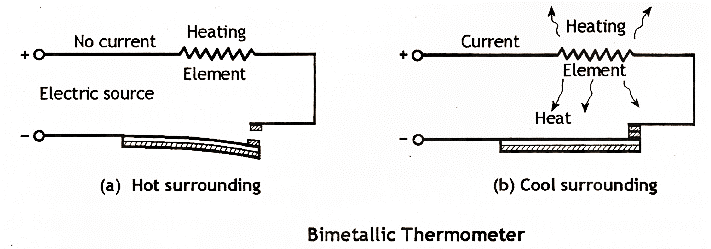 No current
Heating
Element
+
Electric source
−
(a) Hot surrounding
Current
Heating
Element
+
Heat
−
(b) Cool surrounding
Bimetallic Thermometer